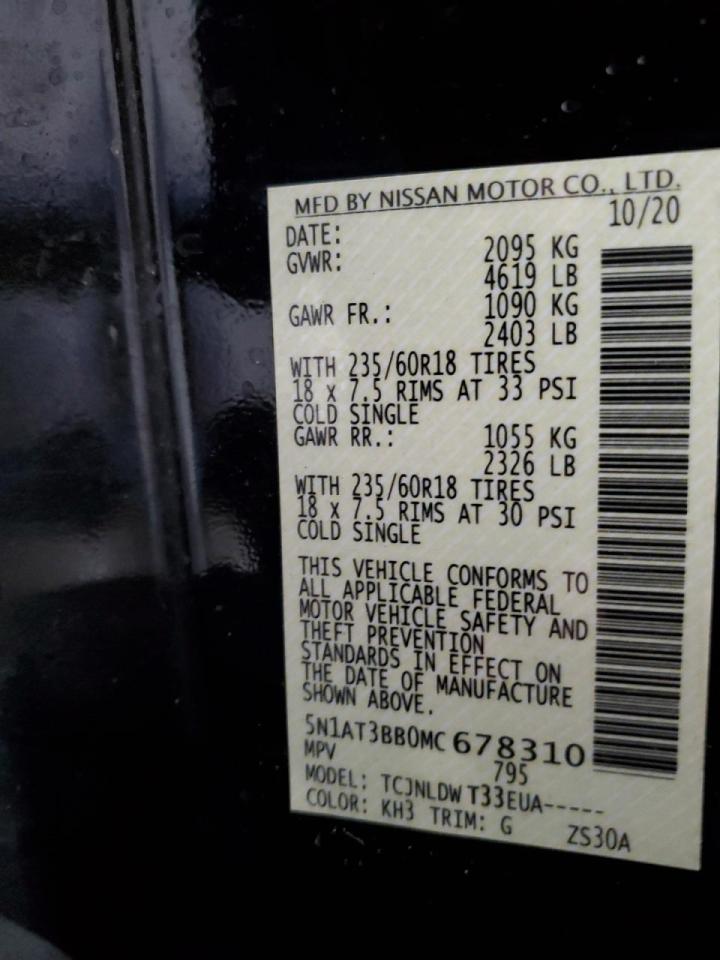 MFD BY NISSAN MOTOR CO., LTD.
DATE: 10/20
GVWR: 2095 KG
4619 LB
GAWR FR.: 1090 KG
2403 LB
WITH 235/60R18 TIRES
18 x 7.5 RIMS AT 33 PSI
COLD SINGLE
GAWR RR.: 1055 KG
2326 LB
WITH 235/60R18 TIRES
18 x 7.5 RIMS AT 30 PSI
COLD SINGLE
THIS VEHICLE CONFORMS TO
ALL APPLICABLE FEDERAL
MOTOR VEHICLE SAFETY AND
THEFT PREVENTION
STANDARDS IN EFFECT ON
THE DATE OF MANUFACTURE
SHOWN ABOVE.
5N1AT3BB0MC678310
MPV 795
MODEL: TCJNLDW T33EUA-----
COLOR: KH3 TRIM: G ZS30A